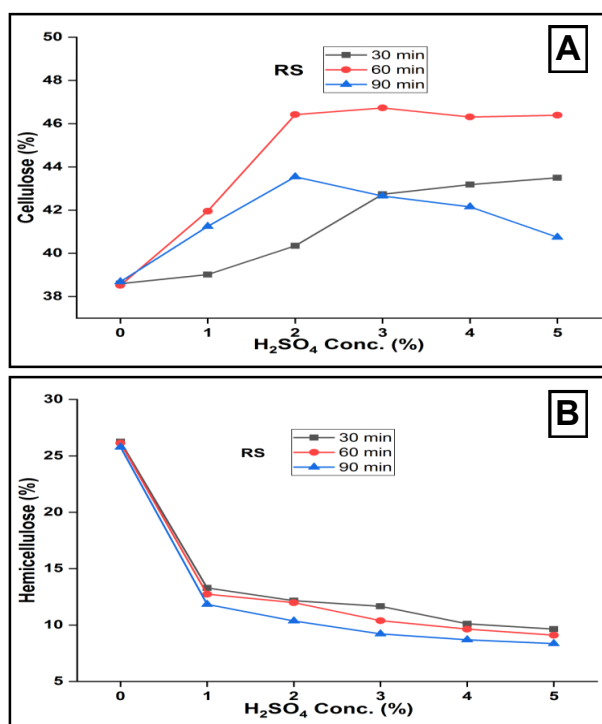 A
50
48
46
44
42
40
38
Cellulose (%)
RS
30 min
60 min
90 min
0 1 2 3 4 5
H₂SO₄ Conc. (%)
B
30
25
20
15
10
5
Hemicellulose (%)
RS
30 min
60 min
90 min
0 1 2 3 4 5
H₂SO₄ Conc. (%)